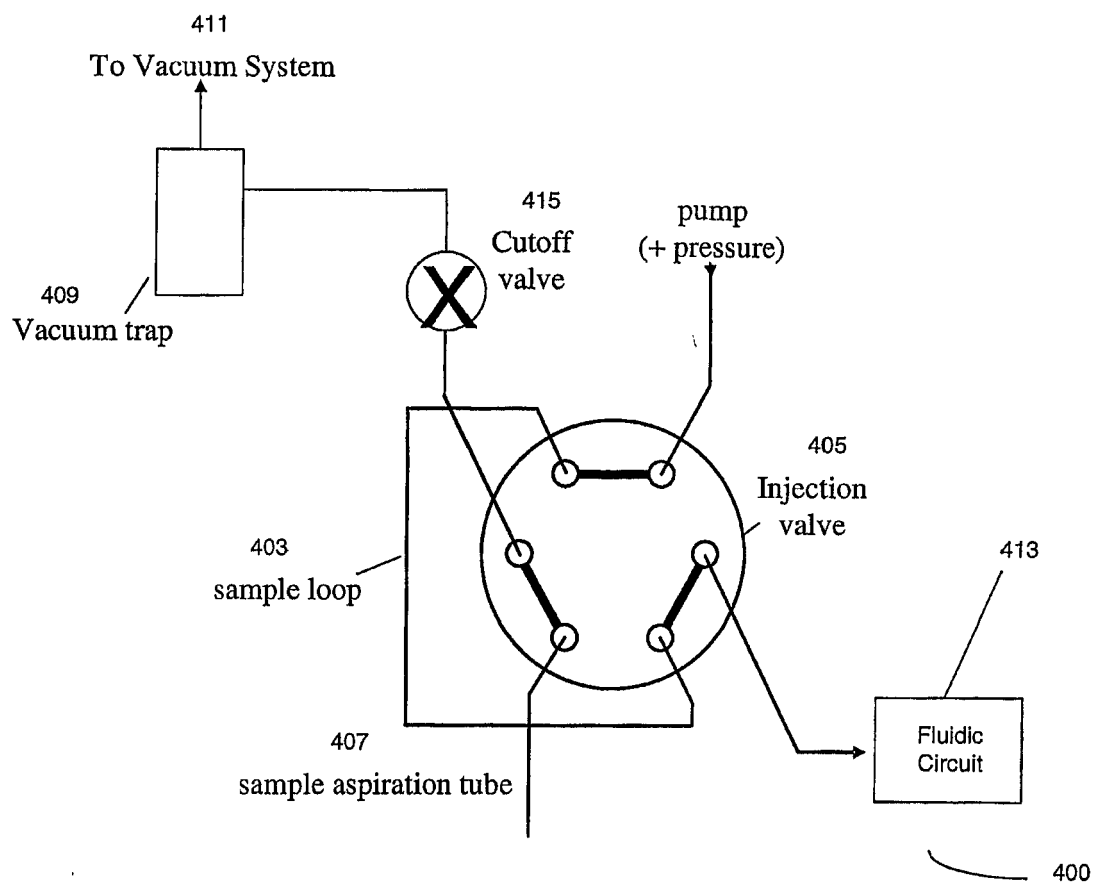 411
To Vacuum System
415
Cutoff
valve
pump
(+ pressure)
409
Vacuum trap
405
Injection
valve
403
sample loop
413
407
sample aspiration tube
Fluidic
Circuit
400